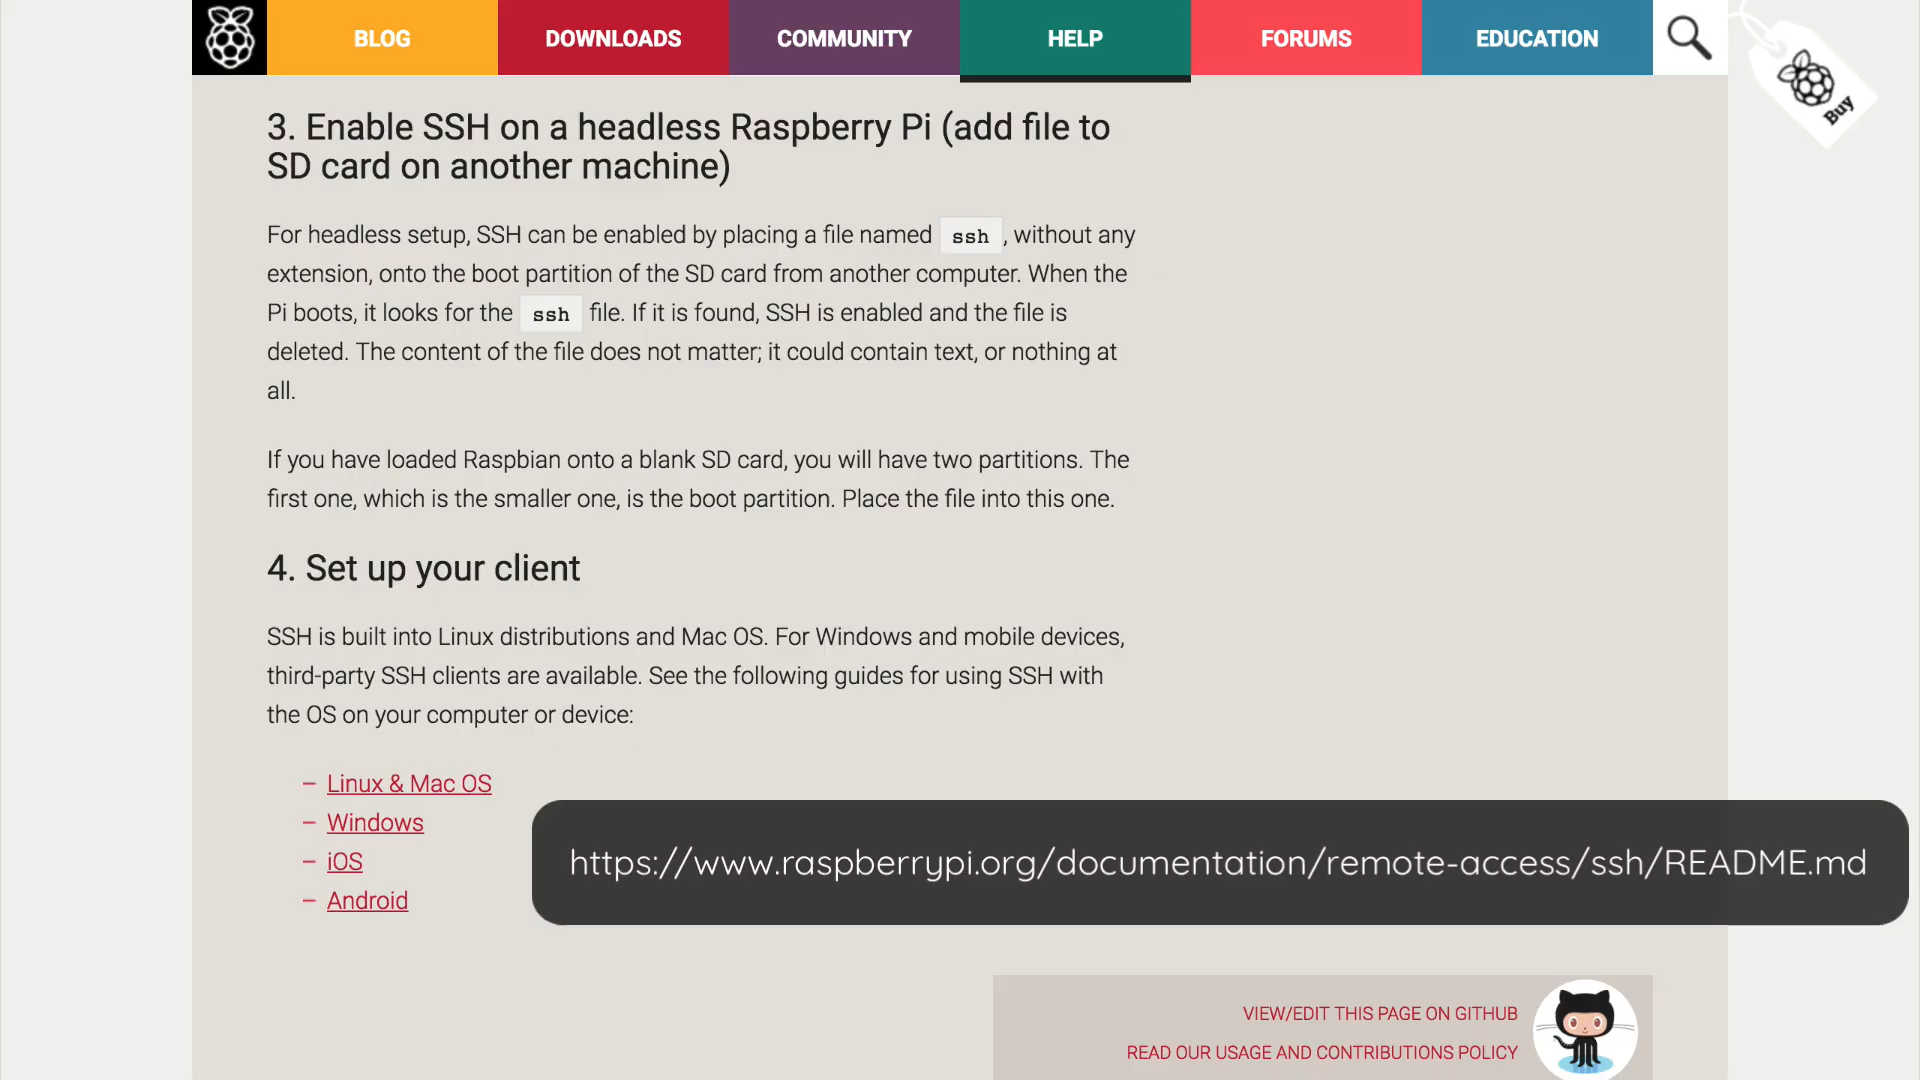 BLOG
DOWNLOADS
COMMUNITY
HELP
FORUMS
EDUCATION
Buy
3. Enable SSH on a headless Raspberry Pi (add file to
SD card on another machine)
For headless setup, SSH can be enabled by placing a file named ssh, without any
extension, onto the boot partition of the SD card from another computer. When the
Pi boots, it looks for the ssh file. If it is found, SSH is enabled and the file is
deleted. The content of the file does not matter; it could contain text, or nothing at
all.
If you have loaded Raspbian onto a blank SD card, you will have two partitions. The
first one, which is the smaller one, is the boot partition. Place the file into this one.
4. Set up your client
SSH is built into Linux distributions and Mac OS. For Windows and mobile devices,
third-party SSH clients are available. See the following guides for using SSH with
the OS on your computer or device:
– Linux & Mac OS
– Windows
– iOS
– Android
https://www.raspberrypi.org/documentation/remote-access/ssh/README.md
VIEW/EDIT THIS PAGE ON GITHUB
READ OUR USAGE AND CONTRIBUTIONS POLICY